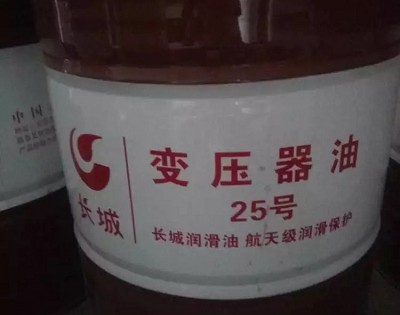 中国
长城
变压器油
25号
长城润滑油 航天级润滑保护